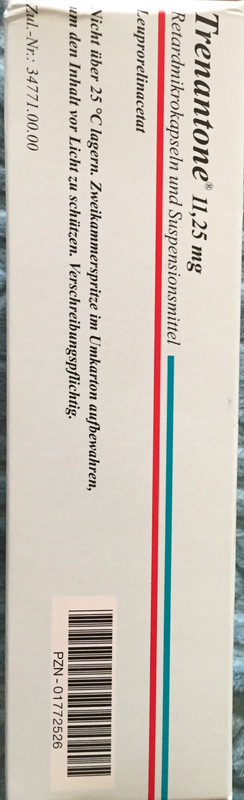 Trenantone® 11,25 mg
Retardmikrokapseln und Suspensionsmittel
Leuprorelinacetat
Nicht über 25 °C lagern. Zweikammerspritze im Umkarton aufbewahren,
um den Inhalt vor Licht zu schützen. Verschreibungspflichtig.
Zul.-Nr.: 34771.00.00
PZN-01772526